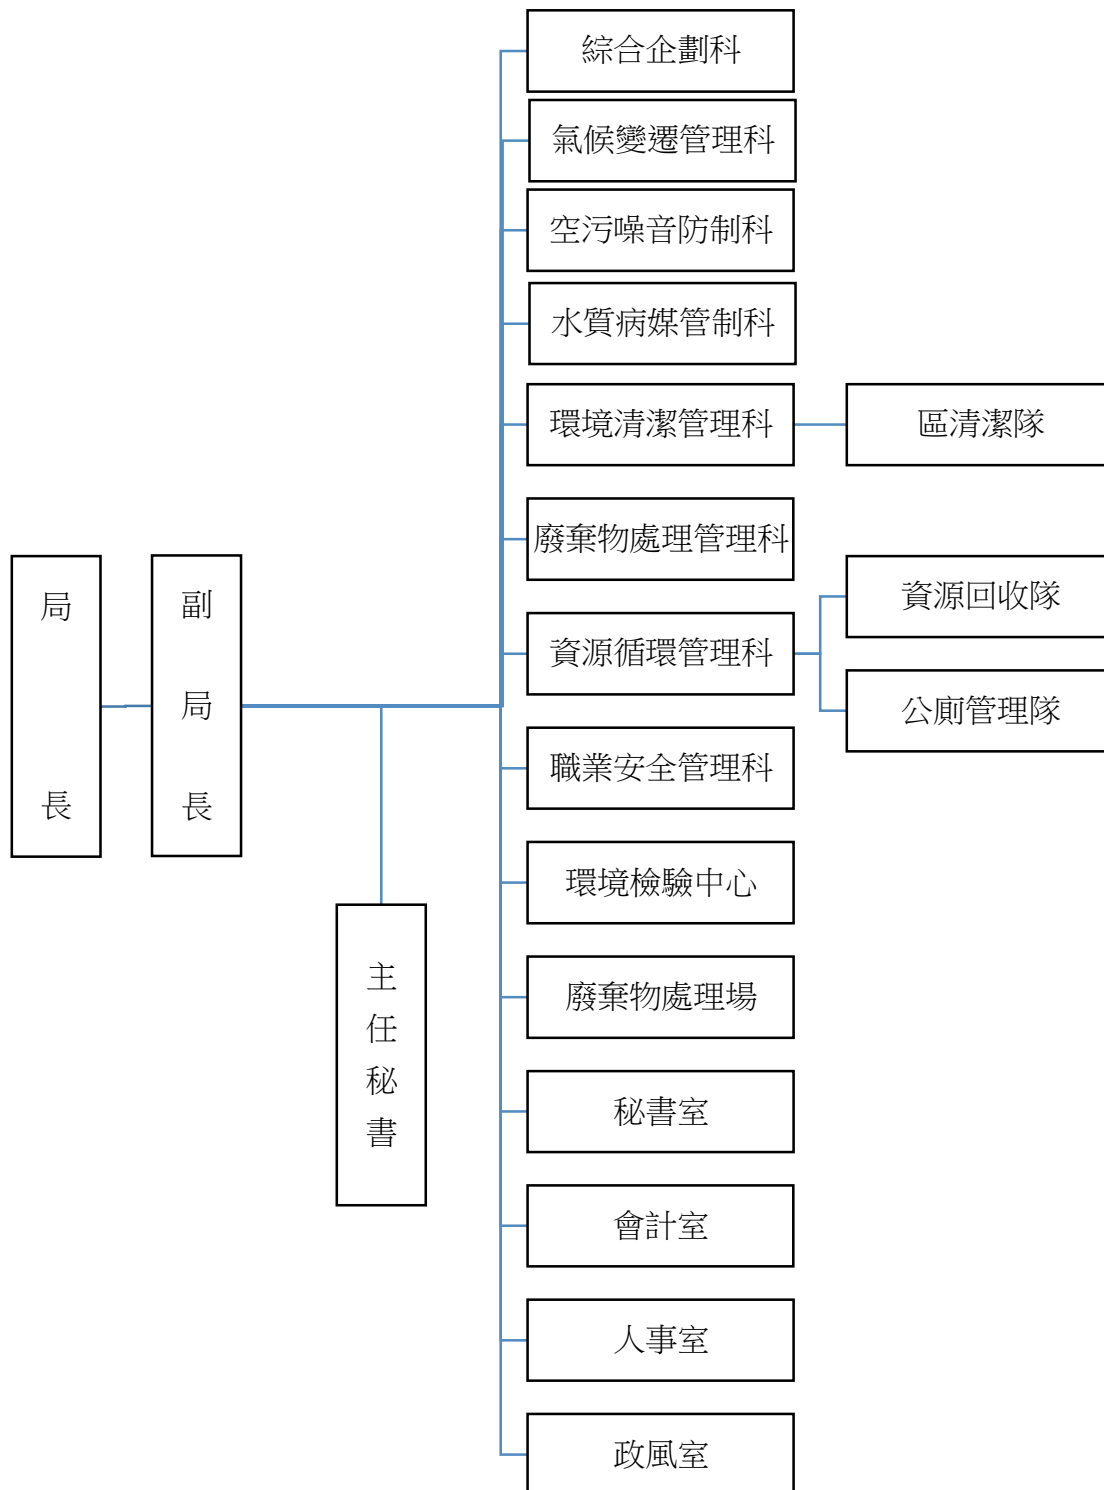 局長
副局長
主任秘書
綜合企劃科
氣候變遷管理科
空污噪音防制科
水質病媒管制科
環境清潔管理科
區清潔隊
廢棄物處理管理科
資源循環管理科
資源回收隊
公廁管理隊
職業安全管理科
環境檢驗中心
廢棄物處理場
秘書室
會計室
人事室
政風室